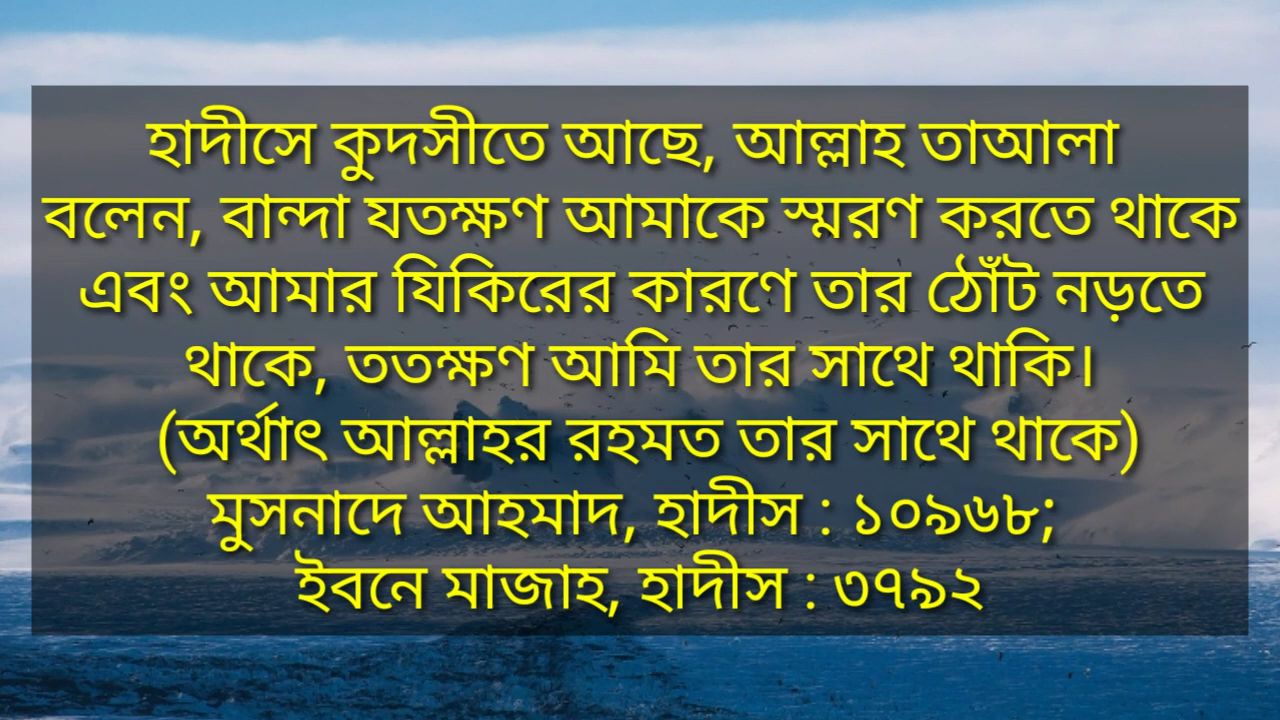 হাদীসে কুদসীতে আছে, আল্লাহ তাআলা
বলেন, বান্দা যতক্ষণ আমাকে স্মরণ করতে থাকে
এবং আমার যিকিরের কারণে তার ঠোঁট নড়তে
থাকে, ততক্ষণ আমি তার সাথে থাকি।
(অর্থাৎ আল্লাহর রহমত তার সাথে থাকে)
মুসনাদে আহমাদ, হাদীস : ১০৯৬৮;
ইবনে মাজাহ, হাদীস : ৩৭৯২